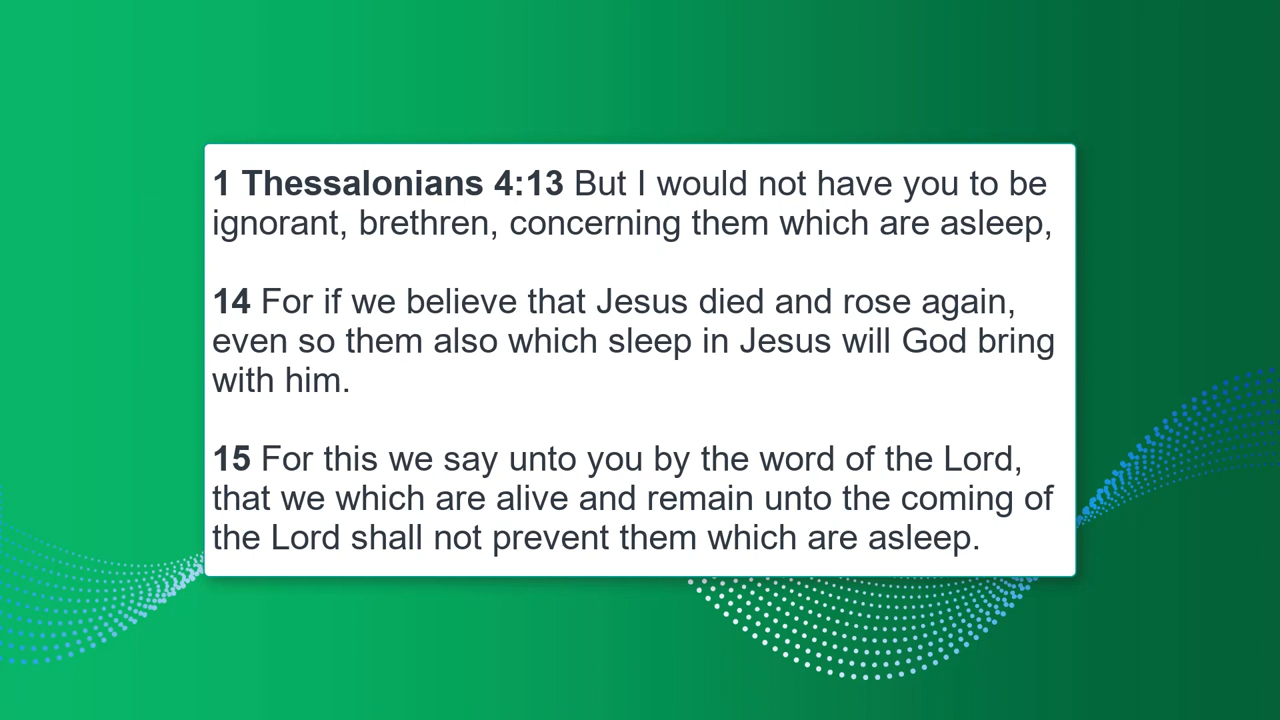 1 Thessalonians 4:13 But I would not have you to be
ignorant, brethren, concerning them which are asleep,
14 For if we believe that Jesus died and rose again,
even so them also which sleep in Jesus will God bring
with him.
15 For this we say unto you by the word of the Lord,
that we which are alive and remain unto the coming of
the Lord shall not prevent them which are asleep.